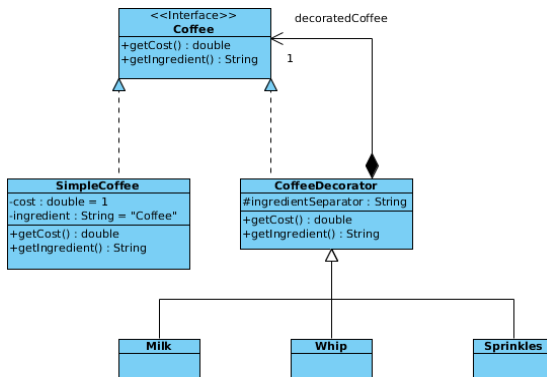 <<Interface>>
Coffee
+getCost() : double
+getIngredient() : String
decoratedCoffee
1
SimpleCoffee
-cost : double = 1
-ingredient : String = "Coffee"
+getCost() : double
+getIngredient() : String
CoffeeDecorator
#ingredientSeparator : String
+getCost() : double
+getIngredient() : String
Milk
Whip
Sprinkles